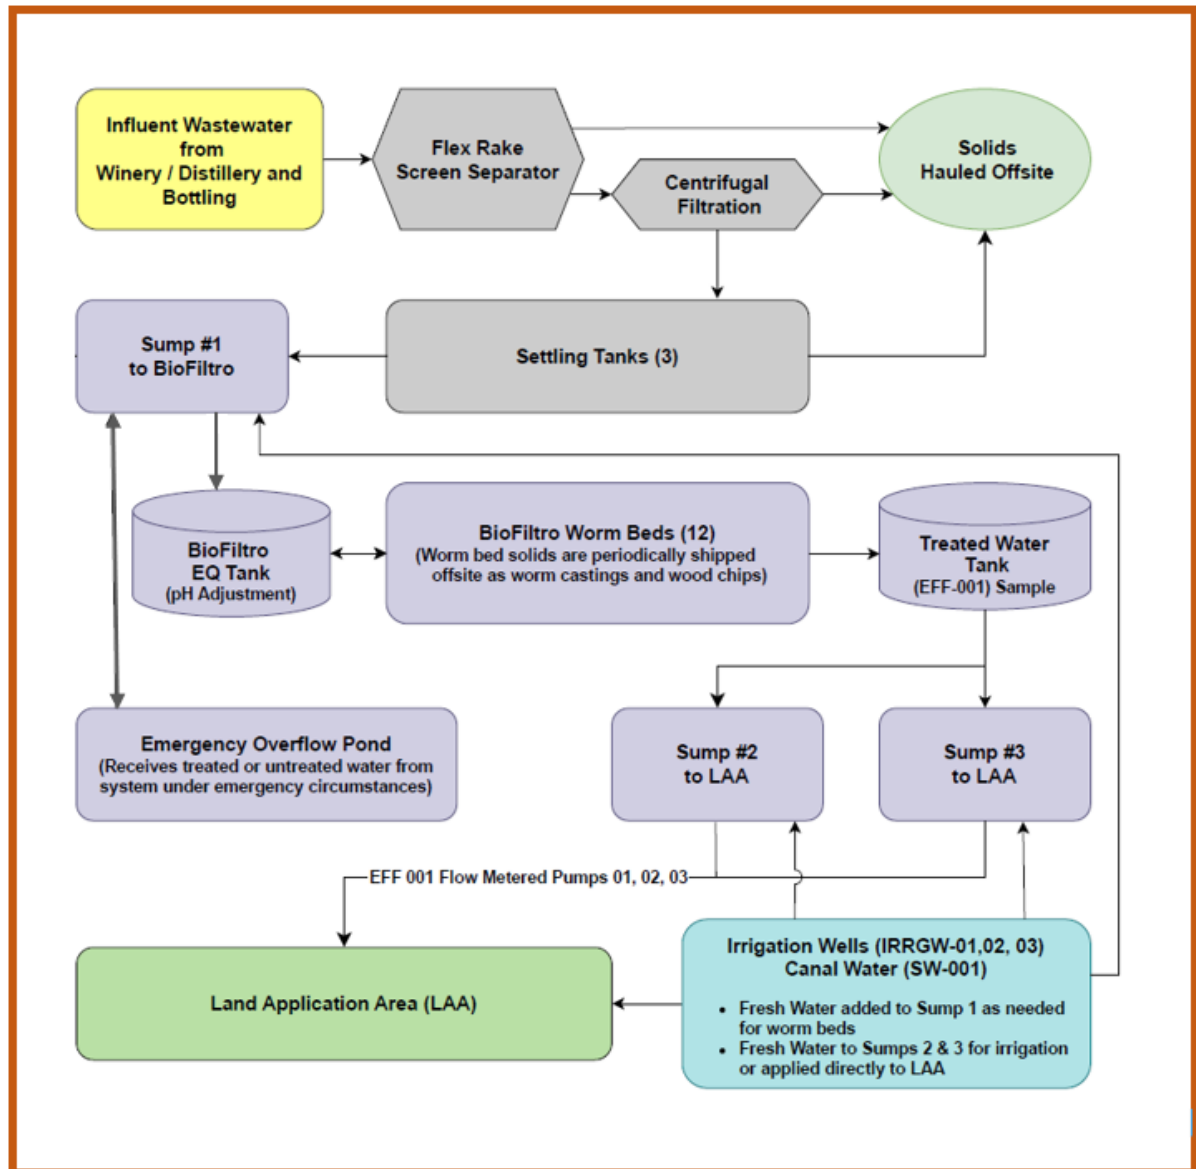 Influent Wastewater
from
Winery / Distillery and
Bottling
Flex Rake
Screen Separator
Centrifugal
Filtration
Solids
Hauled Offsite
Sump #1
to BioFiltro
Settling Tanks (3)
BioFiltro
EQ Tank
(pH Adjustment)
BioFiltro Worm Beds (12)
(Worm bed solids are periodically shipped
offsite as worm castings and wood chips)
Treated Water
Tank
(EFF-001) Sample
Emergency Overflow Pond
(Receives treated or untreated water from
system under emergency circumstances)
Sump #2
to LAA
Sump #3
to LAA
EFF 001 Flow Metered Pumps 01, 02, 03
Land Application Area (LAA)
Irrigation Wells (IRRGW-01,02, 03)
Canal Water (SW-001)
• Fresh Water added to Sump 1 as needed
for worm beds
• Fresh Water to Sumps 2 & 3 for irrigation
or applied directly to LAA